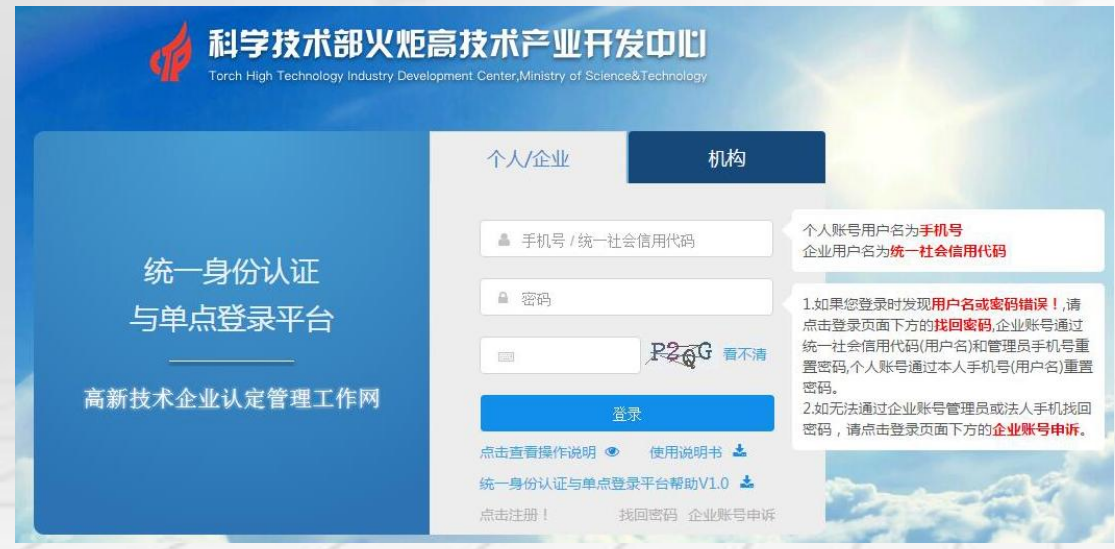 科学技术部火炬高技术产业开发中心
Torch High Technology Industry Development Center,Ministry of Science&Technology
个人/企业
机构
统一身份认证
与单点登录平台
高新技术企业认定管理工作网
手机号 / 统一社会信用代码
密码
P2QG
看不清
登录
点击查看操作说明
使用说明书
统一身份认证与单点登录平台帮助V1.0
点击注册！
找回密码
企业账号申诉
个人账号用户名为手机号
企业用户名为统一社会信用代码
1.如果您登录时发现用户名或密码错误！,请
点击登录页面下方的找回密码,企业账号通过
统一社会信用代码(用户名)和管理员手机号重
置密码,个人账号通过本人手机号(用户名)重置
密码。
2.如无法通过企业账号管理员或法人手机找回
密码，请点击登录页面下方的企业账号申诉。